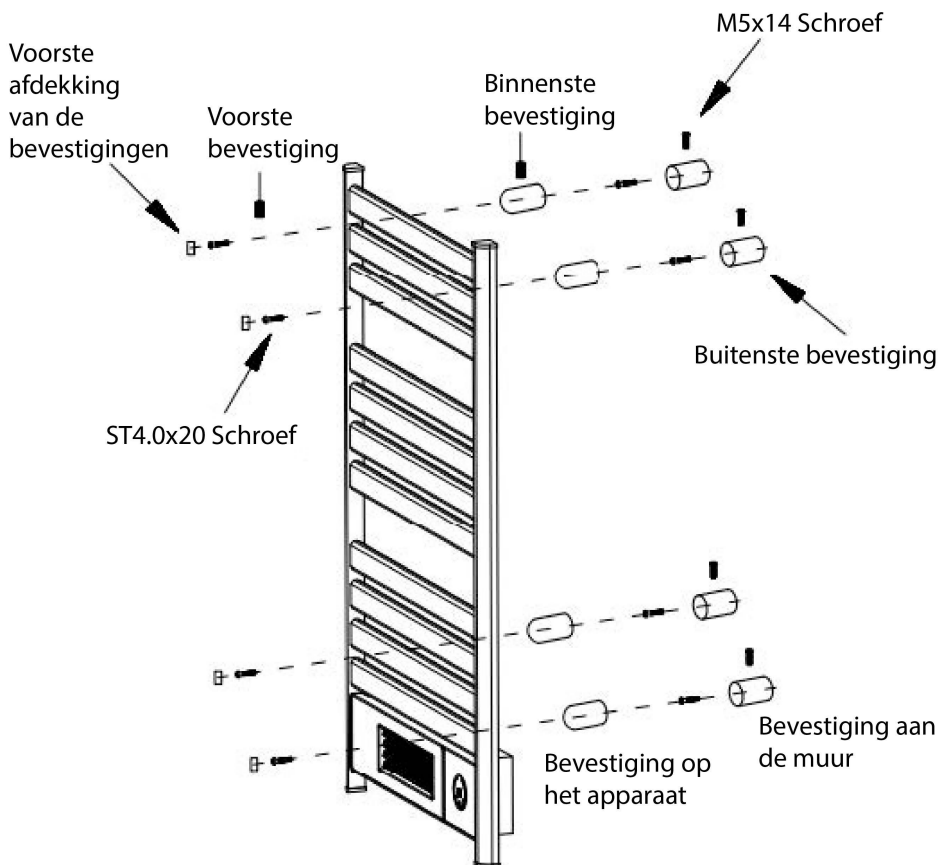 M5x14 Schroef
Voorste
afdekking
van de
bevestigingen
Voorste
bevestiging
Binnenste
bevestiging
Buitenste bevestiging
ST4.0x20 Schroef
Bevestiging op
het apparaat
Bevestiging aan
de muur